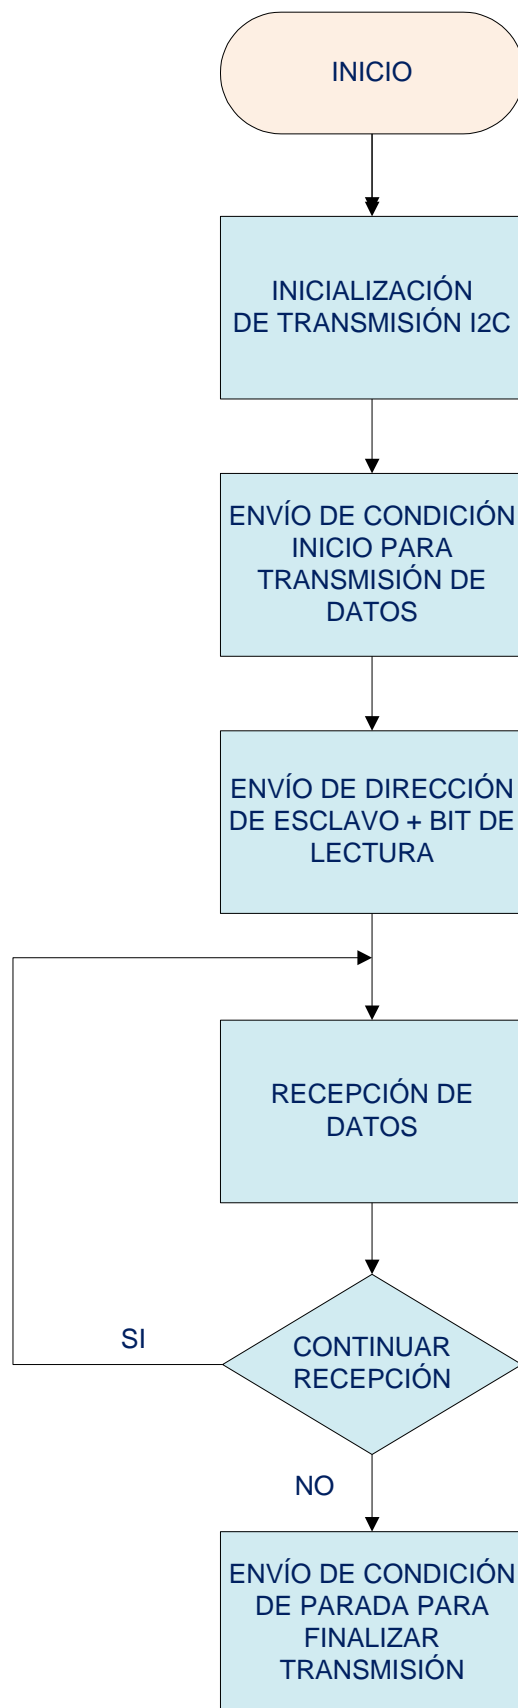 INICIO
INICIALIZACIÓN
DE TRANSMISIÓN I2C
ENVÍO DE CONDICIÓN
INICIO PARA
TRANSMISIÓN DE
DATOS
ENVÍO DE DIRECCIÓN
DE ESCLAVO + BIT DE
LECTURA
RECEPCIÓN DE
DATOS
SI
CONTINUAR
RECEPCIÓN
NO
ENVÍO DE CONDICIÓN
DE PARADA PARA
FINALIZAR
TRANSMISIÓN